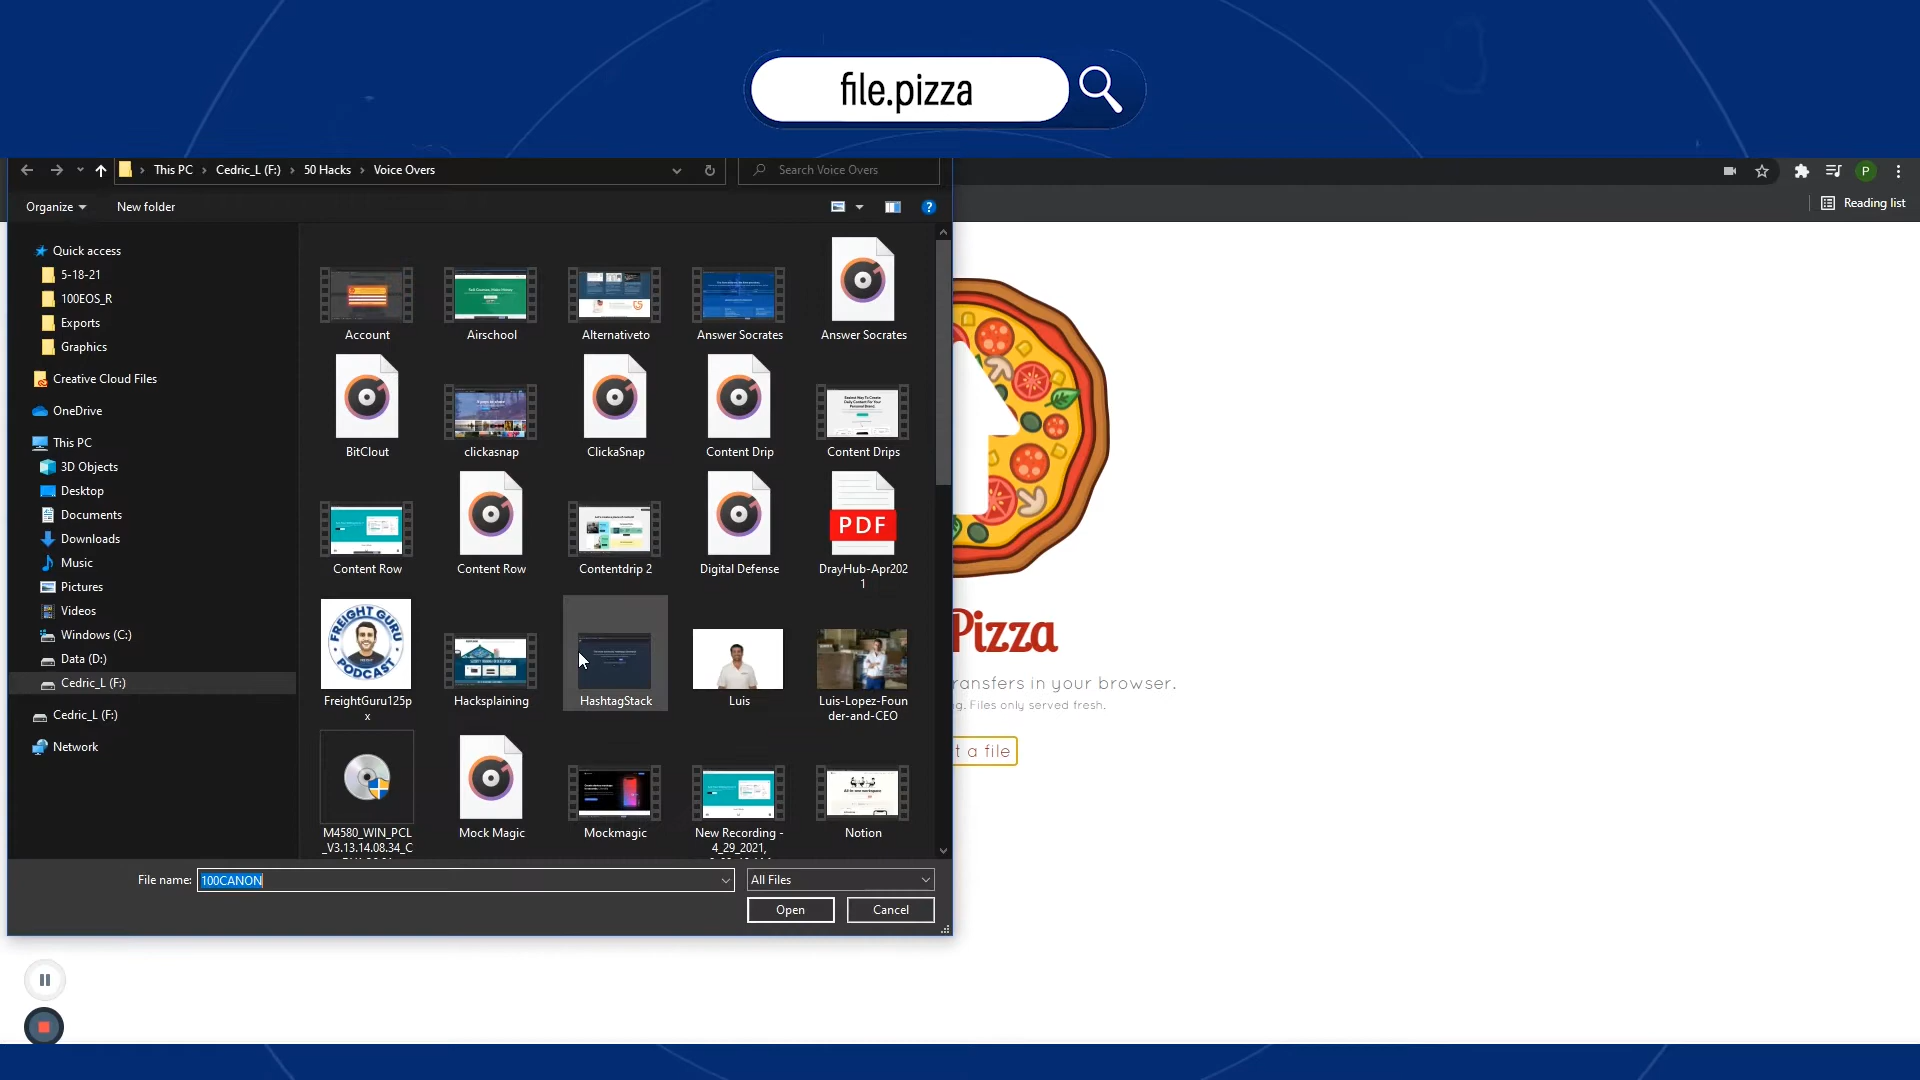 file.pizza
This PC
Cedric_L (F:)
50 Hacks
Voice Overs
Search Voice Overs
P
Organize
New folder
?
Reading list
Quick access
5-18-21
100EOS_R
Exports
Graphics
Creative Cloud Files
OneDrive
This PC
3D Objects
Desktop
Documents
Downloads
Music
Pictures
Videos
Windows (C:)
Data (D:)
Cedric_L (F:)
Cedric_L (F:)
Network
Account
Airschool
Alternativeto
Answer Socrates
Answer Socrates
BitClout
clickasnap
ClickaSnap
Content Drip
Content Drips
PDF
Content Row
Content Row
Contentdrip 2
Digital Defense
DrayHub-Apr202
1
FREIGHT GURU
PODCAST
FreightGuru125p
x
Hacksplaining
HashtagStack
Luis
Luis-Lopez-Foun
der-and-CEO
M4580_WIN_PCL
_V3.13.14.08.34_C
Mock Magic
Mockmagic
New Recording -
4_29_2021,
Notion
Pizza
ransfers in your browser.
g. Files only served fresh.
t a file
File name:
100CANON
All Files
Open
Cancel